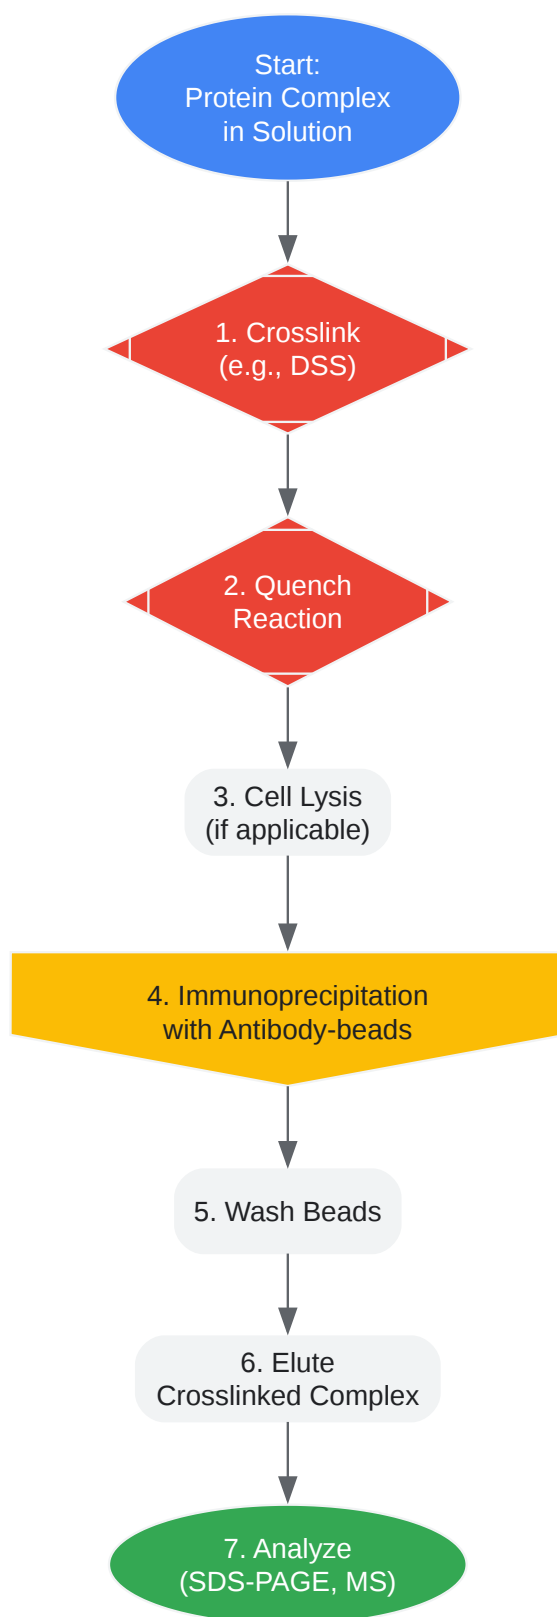 Start:
Protein Complex
in Solution
1. Crosslink
(e.g., DSS)
2. Quench
Reaction
3. Cell Lysis
(if applicable)
4. Immunoprecipitation
with Antibody-beads
5. Wash Beads
6. Elute
Crosslinked Complex
7. Analyze
(SDS-PAGE, MS)